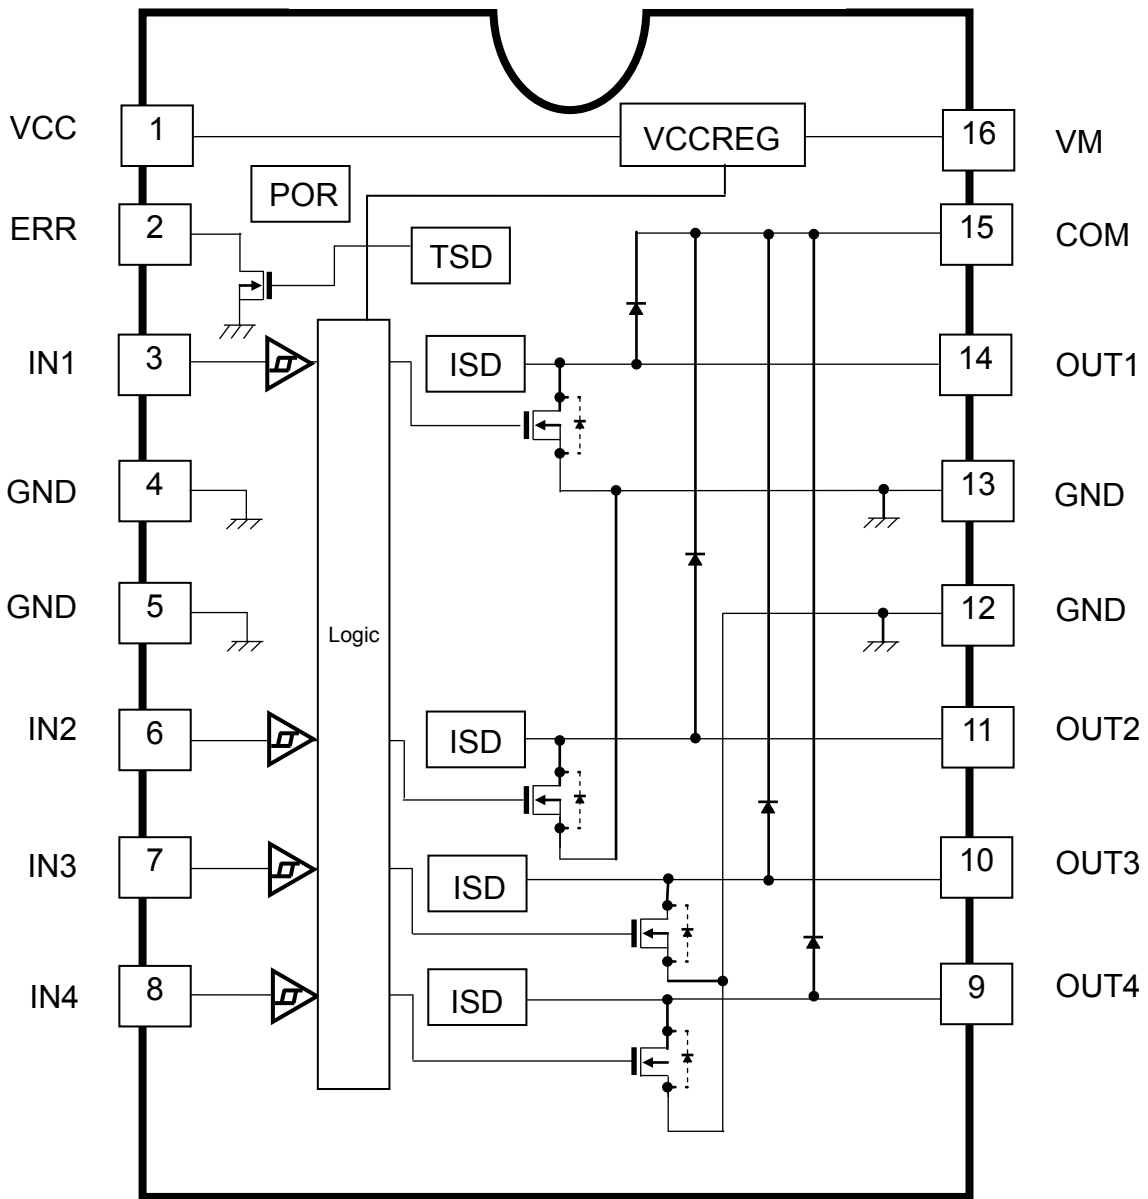 VCC 1 VCCREG 16 VM
POR
ERR 2 TSD 15 COM
IN1 3 ISD 14 OUT1
GND 4 13 GND
GND 5 12 GND
Logic
IN2 6 ISD 11 OUT2
IN3 7 ISD 10 OUT3
IN4 8 ISD 9 OUT4